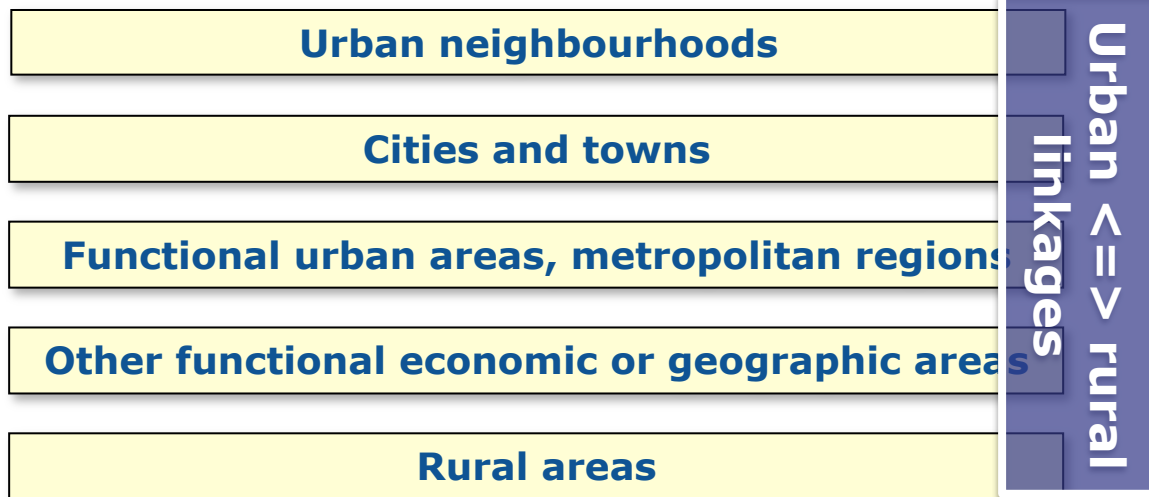 Urban neighbourhoods
Cities and towns
Functional urban areas, metropolitan regions
Other functional economic or geographic areas
Rural areas
Urban <=> rural
linkages